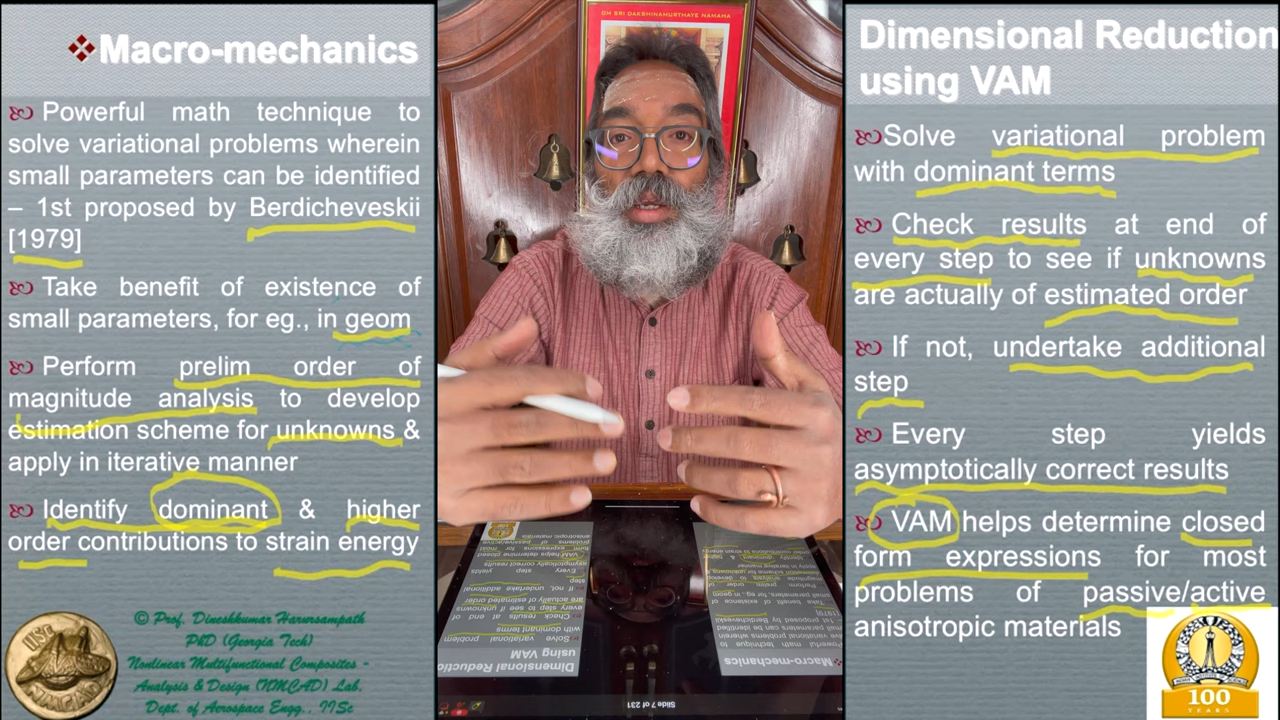 ❖Macro-mechanics
Powerful math technique to
solve variational problems wherein
small parameters can be identified
– 1st proposed by Berdicheveskii
[1979]
Take benefit of existence of
small parameters, for eg., in geom
Perform prelim order of
magnitude analysis to develop
estimation scheme for unknowns &
apply in iterative manner
Identify dominant & higher
order contributions to strain energy
© Prof. Dineshkumar Harursampath
PhD (Georgia Tech)
Nonlinear Multifunctional Composites -
Analysis & Design (NMCAD) Lab.
Dept. of Aerospace Engg., IISc
NMCAD
OM SRI DAKSHINAMURTHAYE NAMAHA
Dimensional Reduction
using VAM
Solve variational problem
with dominant terms
Check results at end of
every step to see if unknowns
are actually of estimated order
If not, undertake additional
step
Every step yields
asymptotically correct results
VAM helps determine closed
form expressions for most
problems of passive/active
anisotropic materials
100
YEARS
Slide 7 of 231